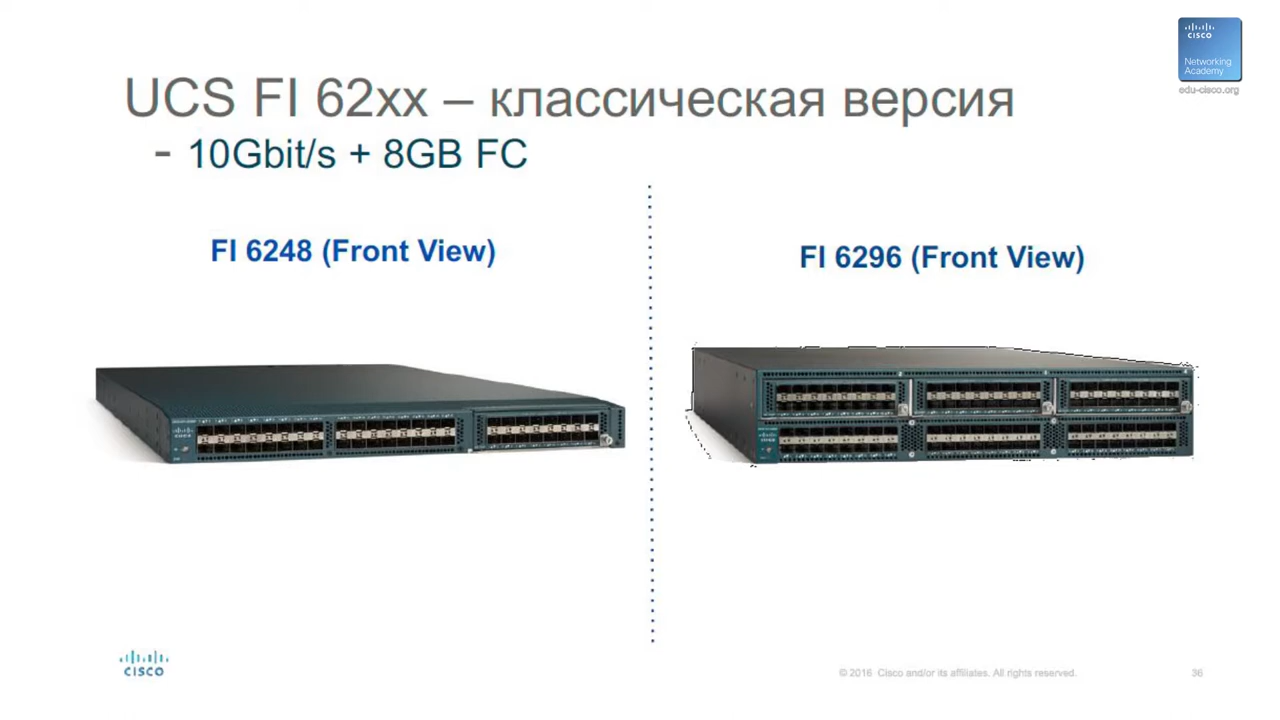 CISCO
Networking
Academy
edu-cisco.org
UCS FI 62xx – классическая версия
- 10Gbit/s + 8GB FC
FI 6248 (Front View)
FI 6296 (Front View)
CISCO
© 2016 Cisco and/or its affiliates. All rights reserved.
36